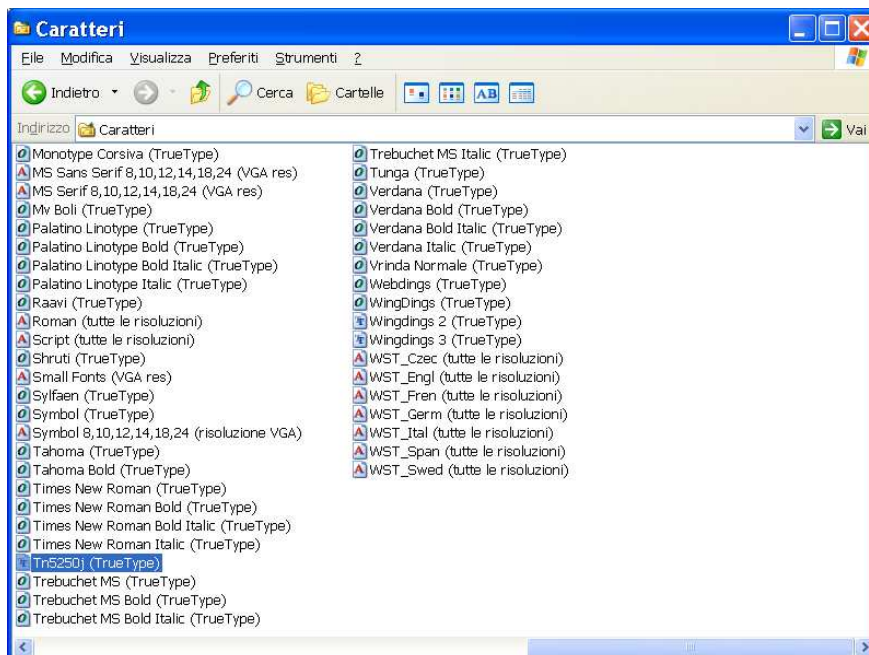 Caratteri
File Modifica Visualizza Preferiti Strumenti ?
Indietro Cerca Cartelle
Indirizzo Caratteri Vai
Monotype Corsiva (TrueType)
MS Sans Serif 8,10,12,14,18,24 (VGA res)
MS Serif 8,10,12,14,18,24 (VGA res)
Mv Boli (TrueType)
Palatino Linotype (TrueType)
Palatino Linotype Bold (TrueType)
Palatino Linotype Bold Italic (TrueType)
Palatino Linotype Italic (TrueType)
Raavi (TrueType)
Roman (tutte le risoluzioni)
Script (tutte le risoluzioni)
Shruti (TrueType)
Small Fonts (VGA res)
Sylfaen (TrueType)
Symbol (TrueType)
Symbol 8,10,12,14,18,24 (risoluzione VGA)
Tahoma (TrueType)
Tahoma Bold (TrueType)
Times New Roman (TrueType)
Times New Roman Bold (TrueType)
Times New Roman Bold Italic (TrueType)
Times New Roman Italic (TrueType)
Tn5250j (TrueType)
Trebuchet MS (TrueType)
Trebuchet MS Bold (TrueType)
Trebuchet MS Bold Italic (TrueType)
Trebuchet MS Italic (TrueType)
Tunga (TrueType)
Verdana (TrueType)
Verdana Bold (TrueType)
Verdana Bold Italic (TrueType)
Verdana Italic (TrueType)
Vrinda Normale (TrueType)
Webdings (TrueType)
WingDings (TrueType)
Wingdings 2 (TrueType)
Wingdings 3 (TrueType)
WST_Czec (tutte le risoluzioni)
WST_Engl (tutte le risoluzioni)
WST_Fren (tutte le risoluzioni)
WST_Germ (tutte le risoluzioni)
WST_Ital (tutte le risoluzioni)
WST_Span (tutte le risoluzioni)
WST_Swed (tutte le risoluzioni)